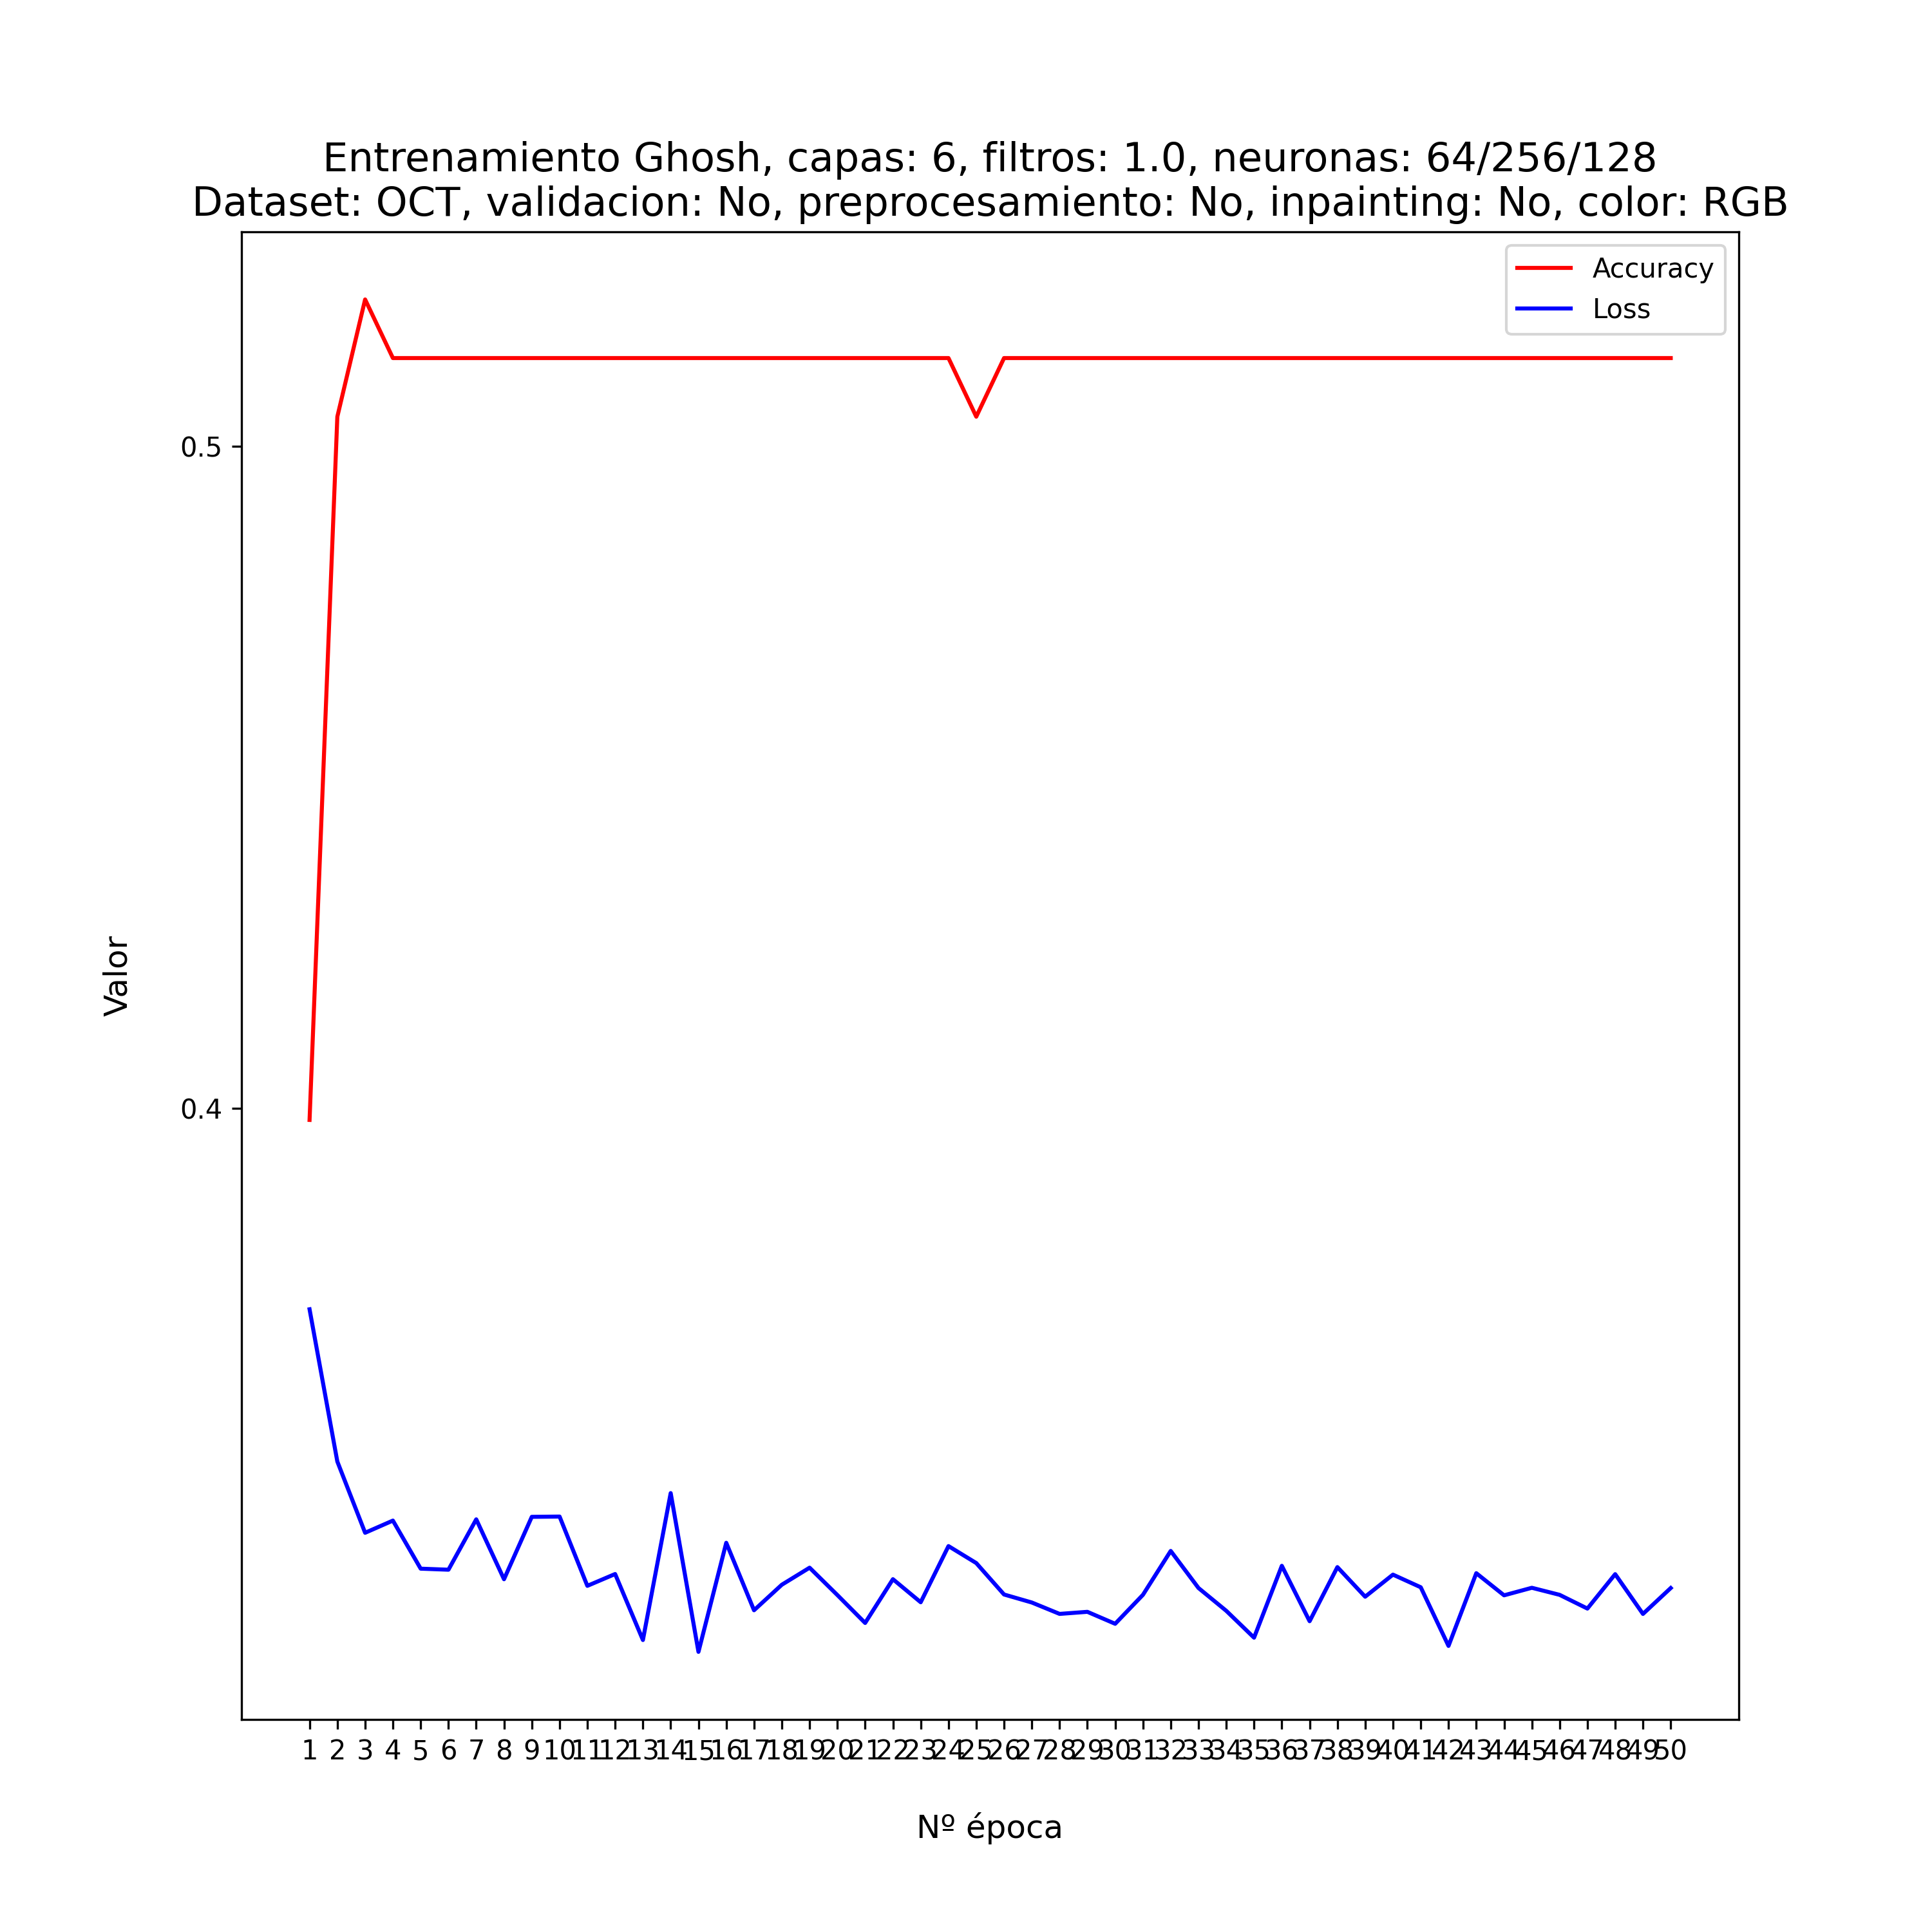 Entrenamiento Ghosh, capas: 6, filtros: 1.0, neuronas: 64/256/128
Dataset: OCT, validacion: No, preprocesamiento: No, inpainting: No, color: RGB
Accuracy
Loss
0.5
0.4
Valor
1 2 3 4 5 6 7 8 9 10 11 12 13 14 15 16 17 18 19 20 21 22 23 24 25 26 27 28 29 30 31 32 33 34 35 36 37 38 39 40 41 42 43 44 45 46 47 48 49 50
Nº época